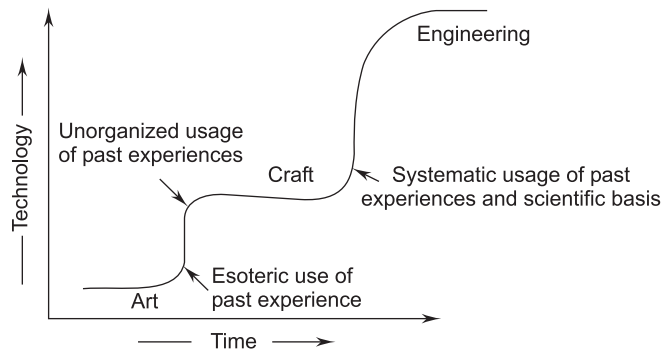 Engineering
Unorganized usage
of past experiences
Craft
Systematic usage of past
experiences and scientific basis
Technology
Esoteric use of
past experience
Art
Time